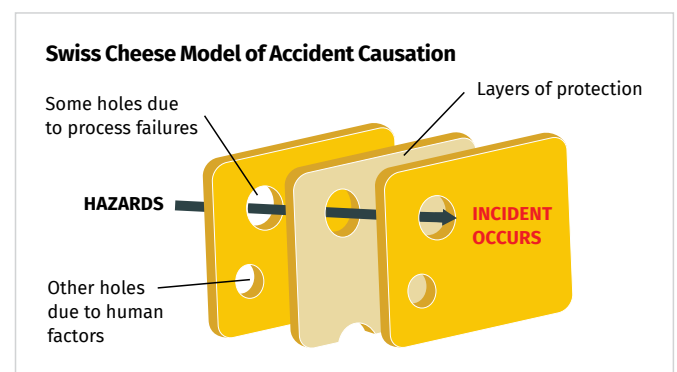 Swiss Cheese Model of Accident Causation
Some holes due
to process failures
Layers of protection
HAZARDS
INCIDENT
OCCURS
Other holes
due to human
factors